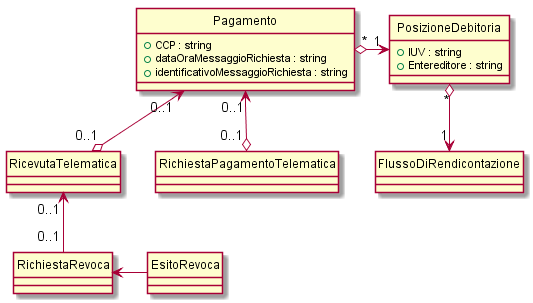 Pagamento
CCP : string
dataOraMessaggioRichiesta : string
identificativoMessaggioRichiesta : string
* 1
PosizioneDebitoria
IUV : string
Entereditore : string
0..1 0..1
*
0..1 0..1 1
RicevutaTelematica
RichiestaPagamentoTelematica
FlussoDiRendicontazione
0..1
0..1
RichiestaRevoca
EsitoRevoca